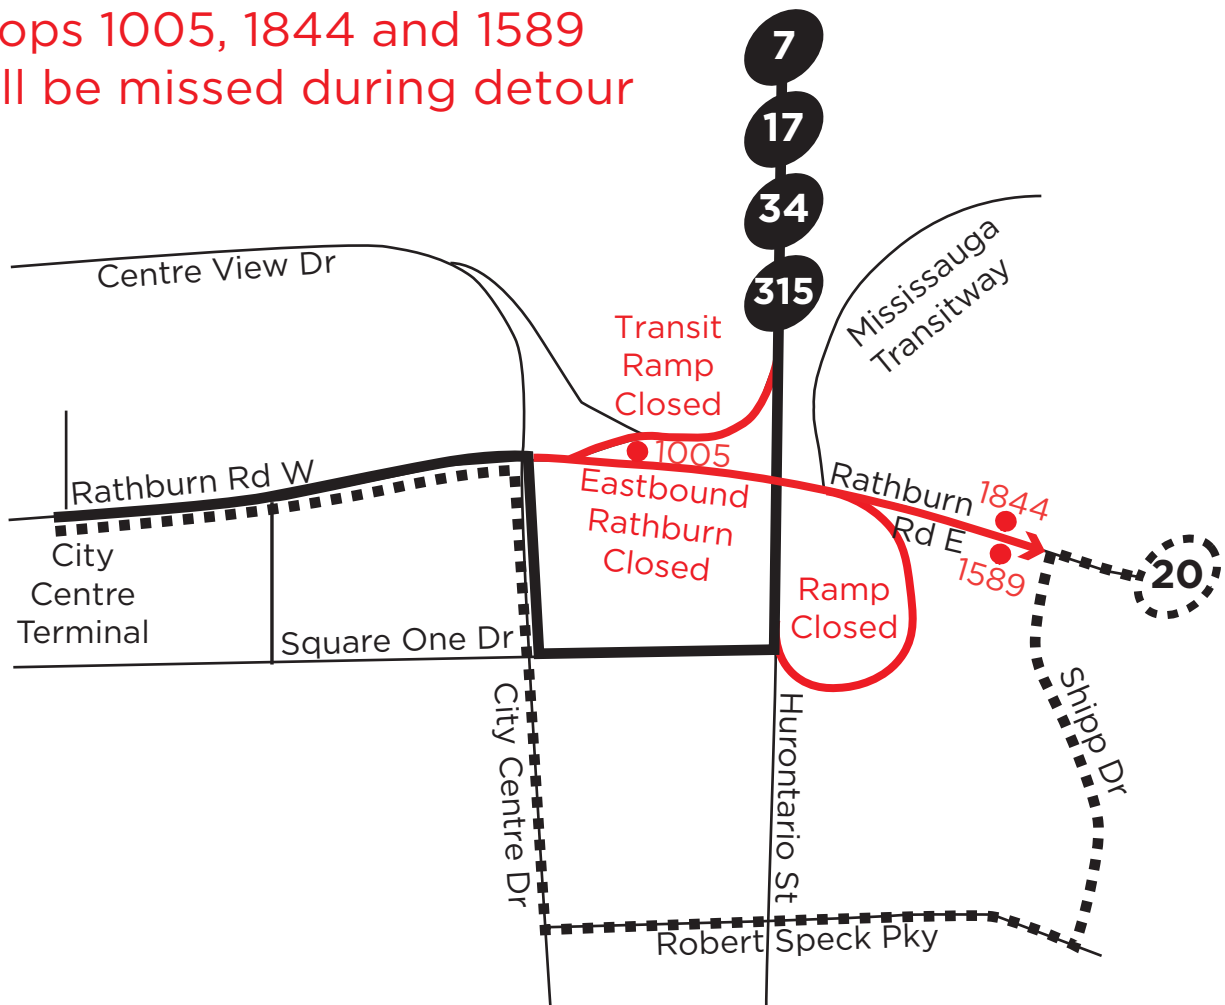 ops 1005, 1844 and 1589
ll be missed during detour
7
17
34
315
Centre View Dr
Mississauga
Transitway
Transit
Ramp
Closed
1005
Rathburn Rd W
Eastbound
Rathburn
Closed
Rathburn
Rd E
1844
1589
20
City
Centre
Terminal
Ramp
Closed
Square One Dr
City Centre Dr
Hurontario St
Shipp Dr
Robert Speck Pky